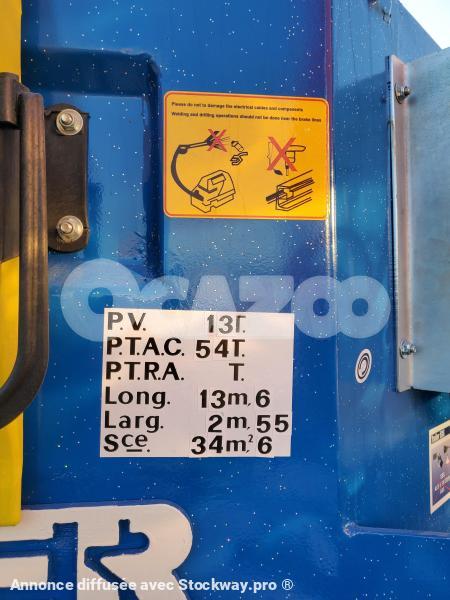 Please do not to damage the electrical cables and components
Welding and drilling operations should not be done near the brake lines
OCAZOO
P.V. 13T.
P.T.A.C. 54T.
P.T.R.A. T.
Long. 13m,6
Larg. 2m,55
Sce. 34m²,6
ER
Annonce diffusée avec Stockway.pro ®